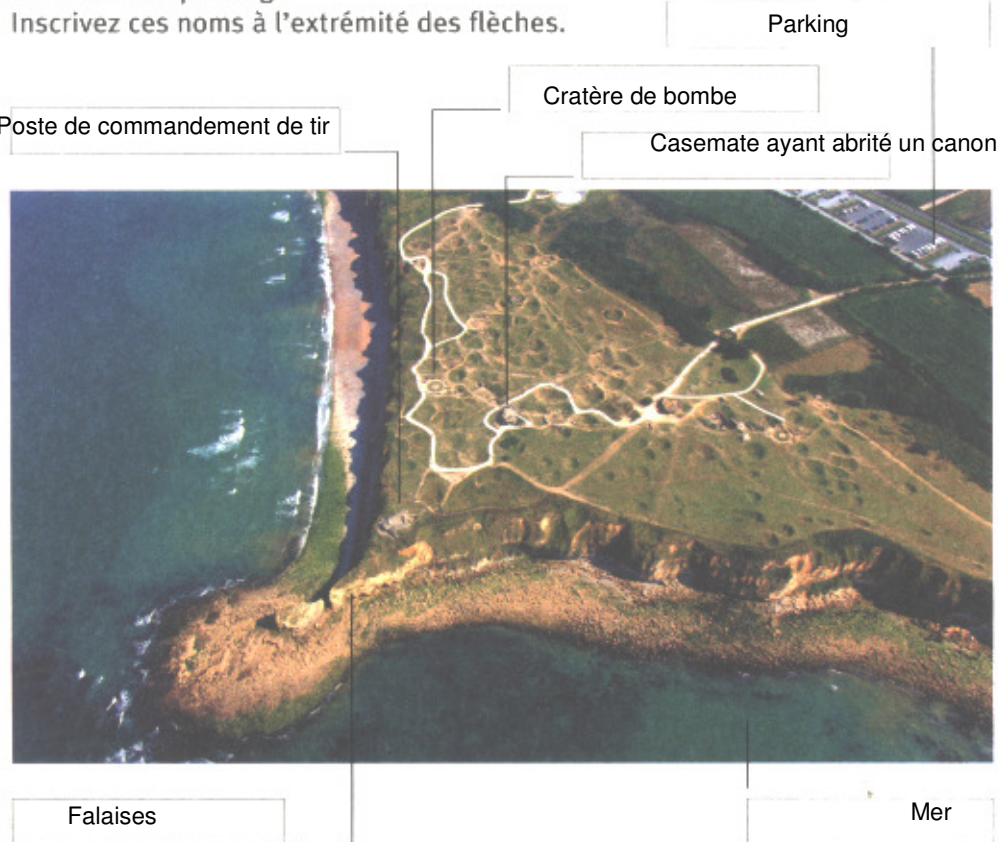 Inscrivez ces noms à l'extrémité des flèches.
Parking
Cratère de bombe
Poste de commandement de tir
Casemate ayant abrité un canon
Falaises
Mer